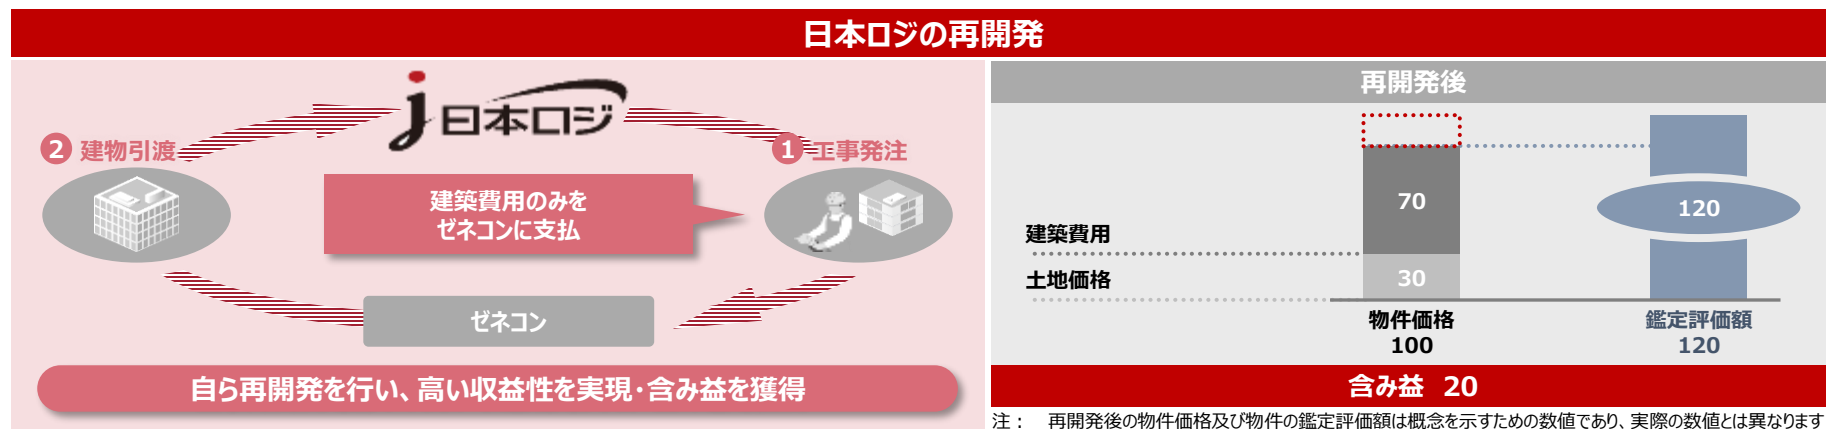 日本ロジの再開発
日本ロジ
2 建物引渡
1 工事発注
建築費用のみを
ゼネコンに支払
ゼネコン
自ら再開発を行い、高い収益性を実現・含み益を獲得
再開発後
70
120
建築費用
土地価格
30
物件価格
100
鑑定評価額
120
含み益 20
注： 再開発後の物件価格及び物件の鑑定評価額は概念を示すための数値であり、実際の数値とは異なります